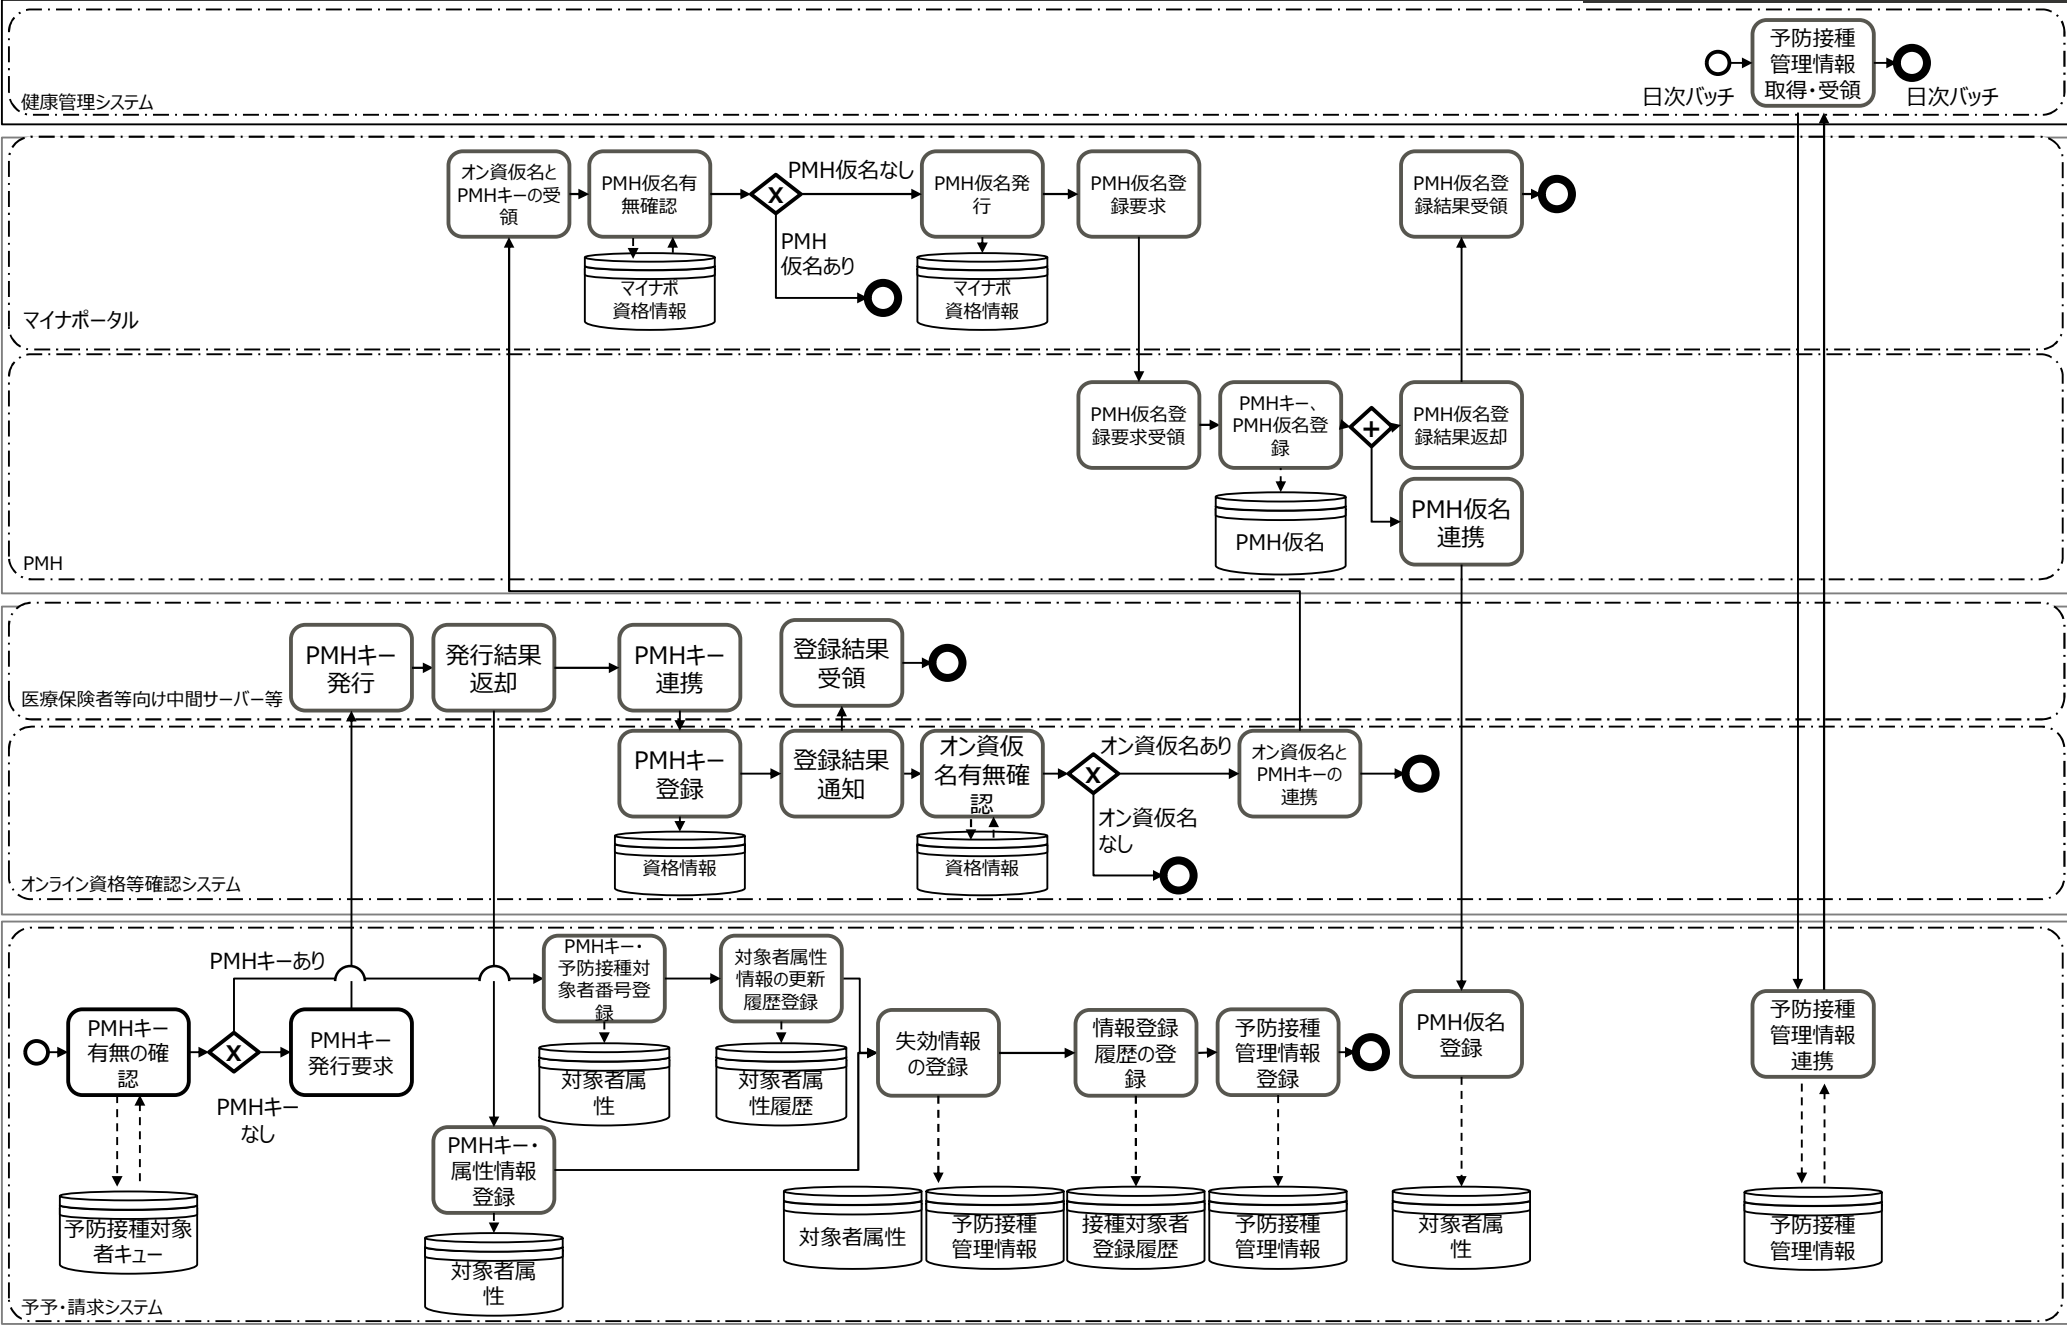 予防接種
管理情報
取得・受領
日次バッチ
日次バッチ
健康管理システム
オン資仮名と
PMHキーの受
領
PMH仮名有
無確認
PMH仮名なし
X
PMH
仮名あり
マイナポ
資格情報
PMH仮名発
行
マイナポ
資格情報
PMH仮名登
録要求
PMH仮名登
録結果受領
マイナポータル
PMH仮名登
録要求受領
PMHキー、
PMH仮名登
録
+
PMH仮名登
録結果返却
PMH仮名
PMH仮名
連携
PMH
PMHキー
発行
発行結果
返却
PMHキー
連携
登録結果
受領
医療保険者等向け中間サーバー等
PMHキー
登録
登録結果
通知
オン資仮
名有無確
認
X
オン資仮名あり
オン資仮名
なし
オン資仮名と
PMHキーの
連携
資格情報
資格情報
オンライン資格等確認システム
PMHキーあり
PMHキー
有無の確
認
X
PMHキー
なし
PMHキー
発行要求
PMHキー・
予防接種対
象者番号登
録
対象者属
性
対象者属性
情報の更新
履歴登録
対象者属
性履歴
PMHキー・
属性情報
登録
対象者属
性
失効情報
の登録
情報登録
履歴の登
録
予防接種
管理情報
登録
PMH仮名
登録
予防接種
管理情報
連携
予防接種対象
者キュー
対象者属性
予防接種
管理情報
接種対象者
登録履歴
予防接種
管理情報
対象者属
性
予防接種
管理情報
予予・請求システム